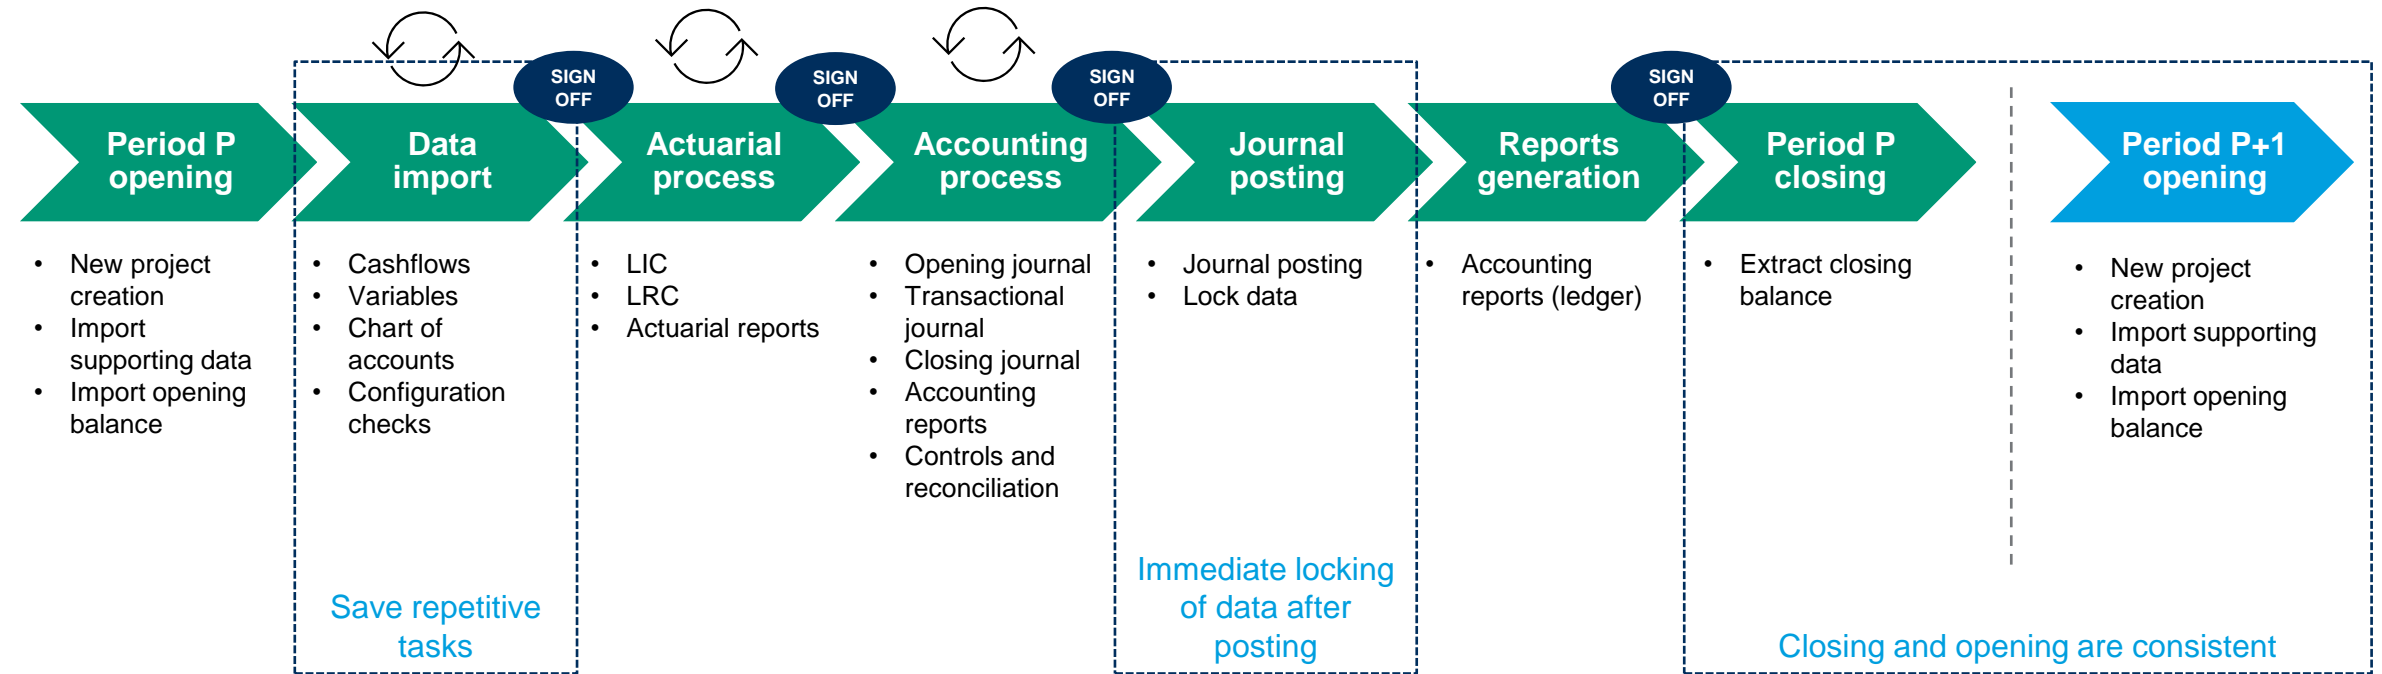 SIGN
OFF
SIGN
OFF
SIGN
OFF
SIGN
OFF
Period P
opening
Data
import
Actuarial
process
Accounting
process
Journal
posting
Reports
generation
Period P
closing
Period P+1
opening
• New project
creation
• Import
supporting data
• Import opening
balance
• Cashflows
• Variables
• Chart of
accounts
• Configuration
checks
• LIC
• LRC
• Actuarial reports
• Opening journal
• Transactional
journal
• Closing journal
• Accounting
reports
• Controls and
reconciliation
• Journal posting
• Lock data
• Accounting
reports (ledger)
• Extract closing
balance
• New project
creation
• Import supporting
data
• Import opening
balance
Save repetitive
tasks
Immediate locking
of data after
posting
Closing and opening are consistent